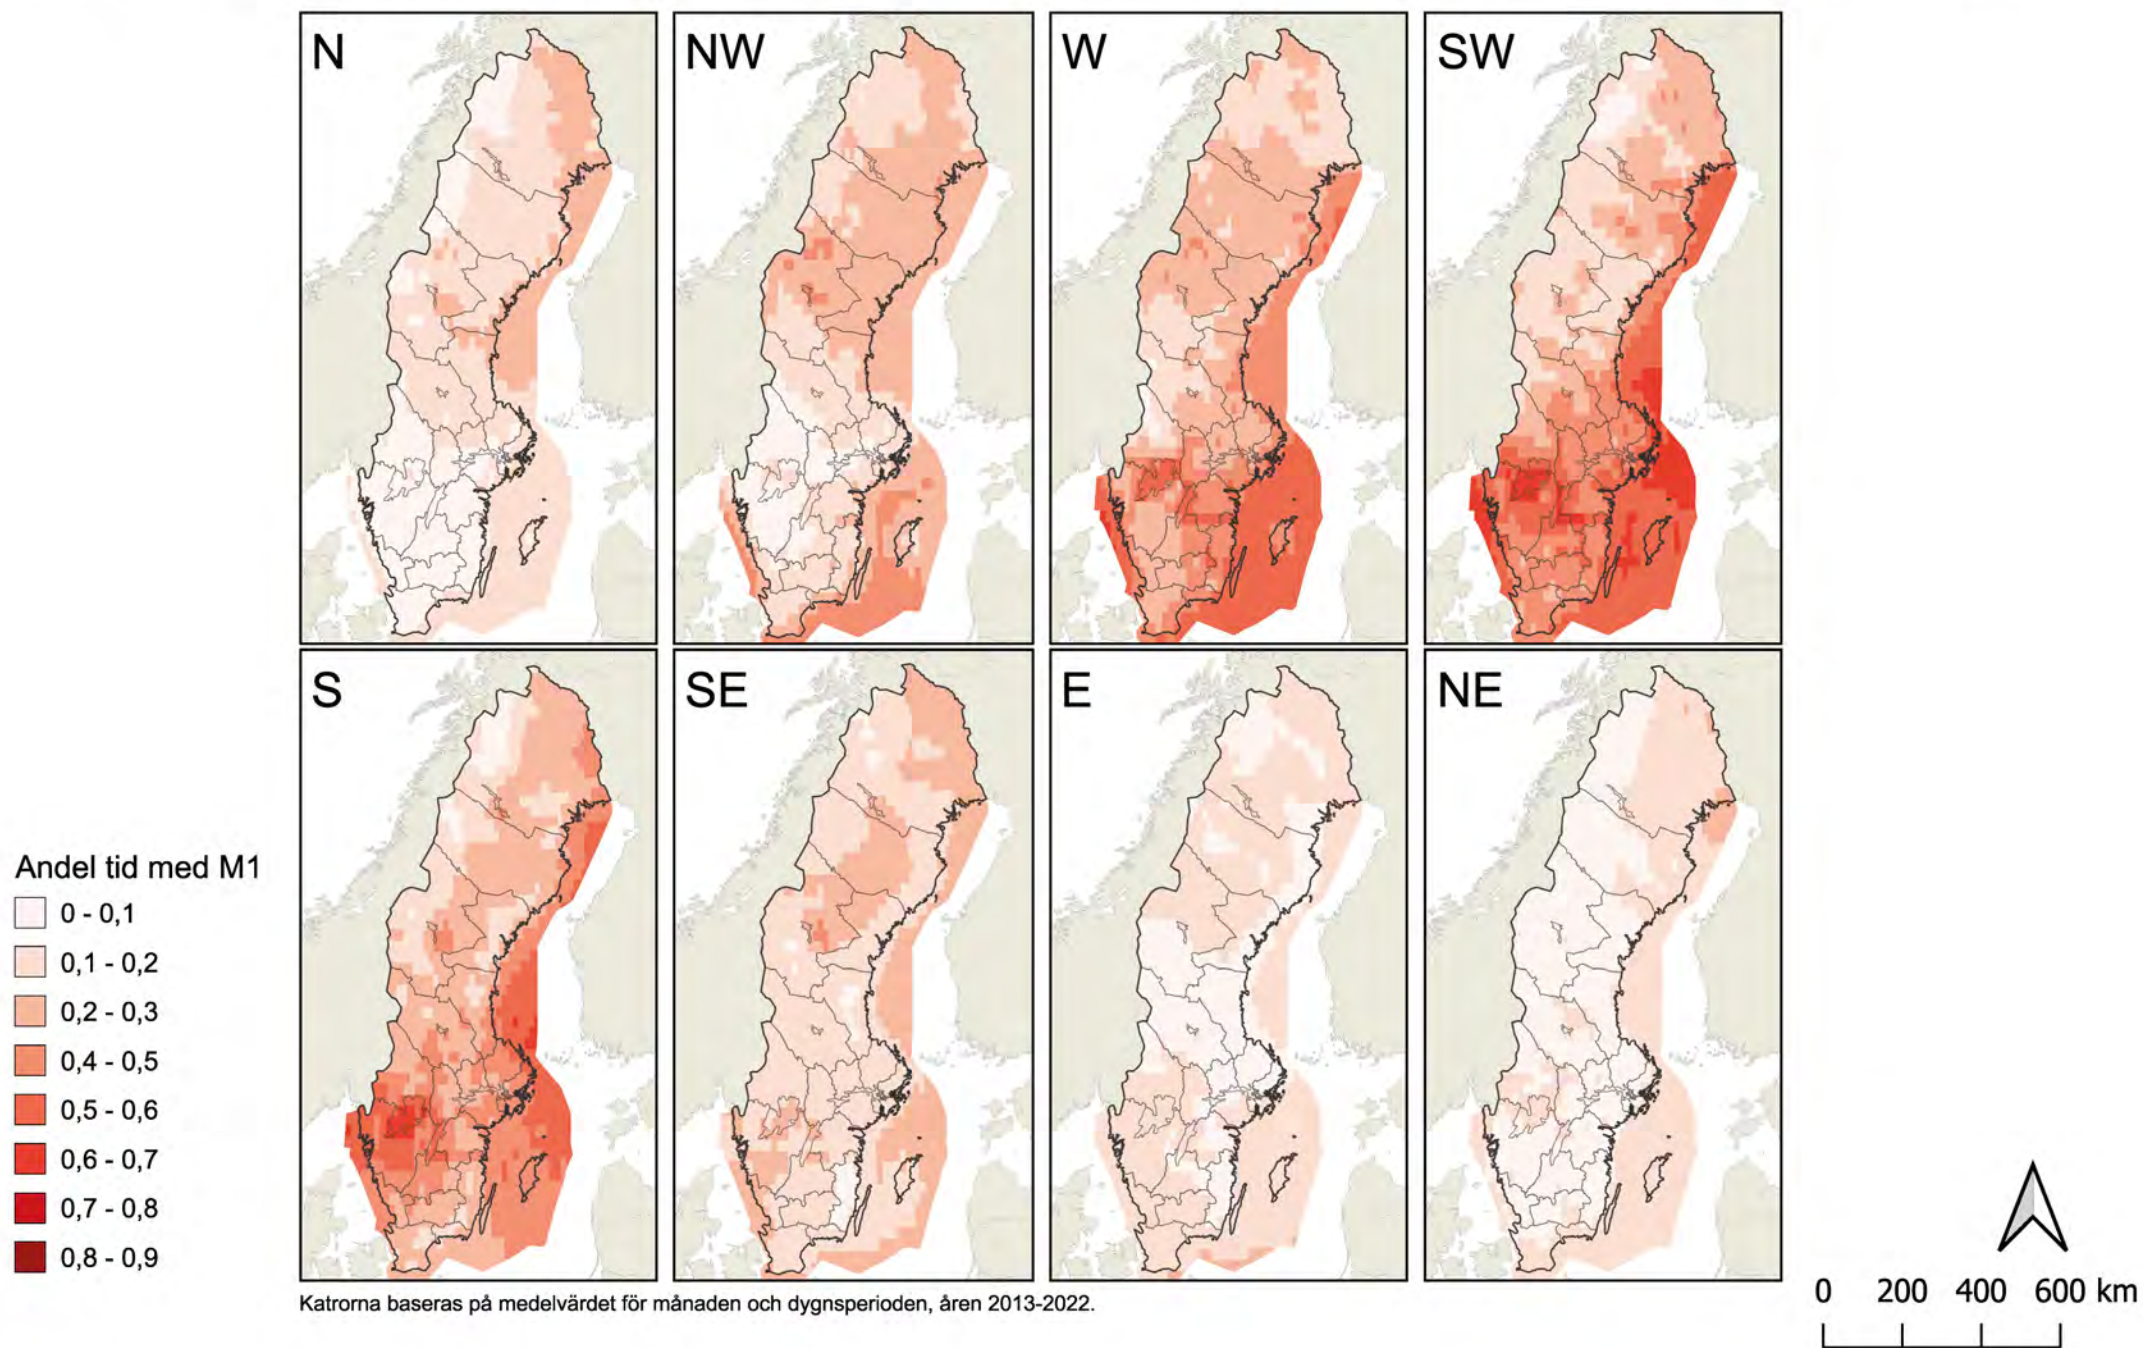 N
NW
W
SW
S
SE
E
NE
Andel tid med M1
0 - 0,1
0,1 - 0,2
0,2 - 0,3
0,4 - 0,5
0,5 - 0,6
0,6 - 0,7
0,7 - 0,8
0,8 - 0,9
Katrorna baseras på medelvärdet för månaden och dygnsperioden, åren 2013-2022.
0 200 400 600 km